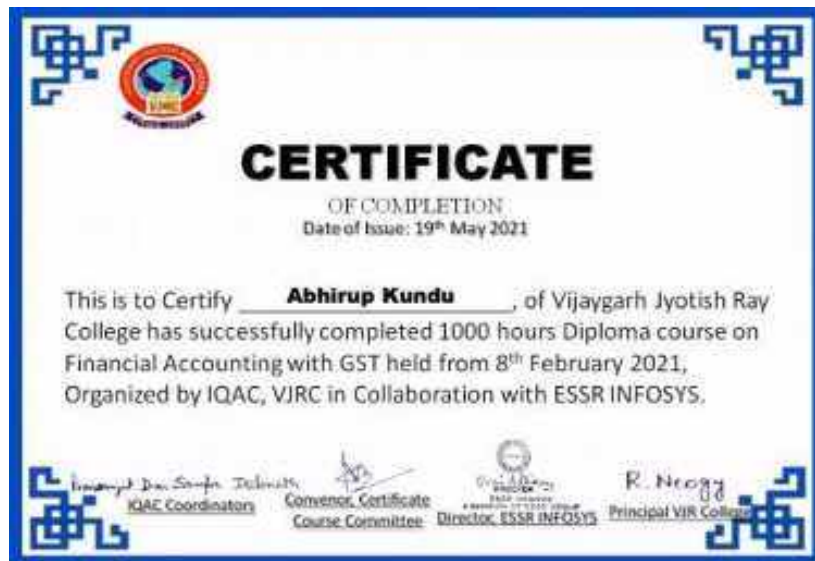 CERTIFICATE
OF COMPLETION
Date of Issue: 19th May 2021
This is to Certify Abhirup Kundu, of Vijaygarh Jyotish Ray
College has successfully completed 1000 hours Diploma course on
Financial Accounting with GST held from 8th February 2021,
Organized by IQAC, VJRC in Collaboration with ESSR INFOSYS.
R. Neogy
IQAC Coordinators
Convenor, Certificate
Course Committee
Director, ESSR INFOSYS
Principal VJR College